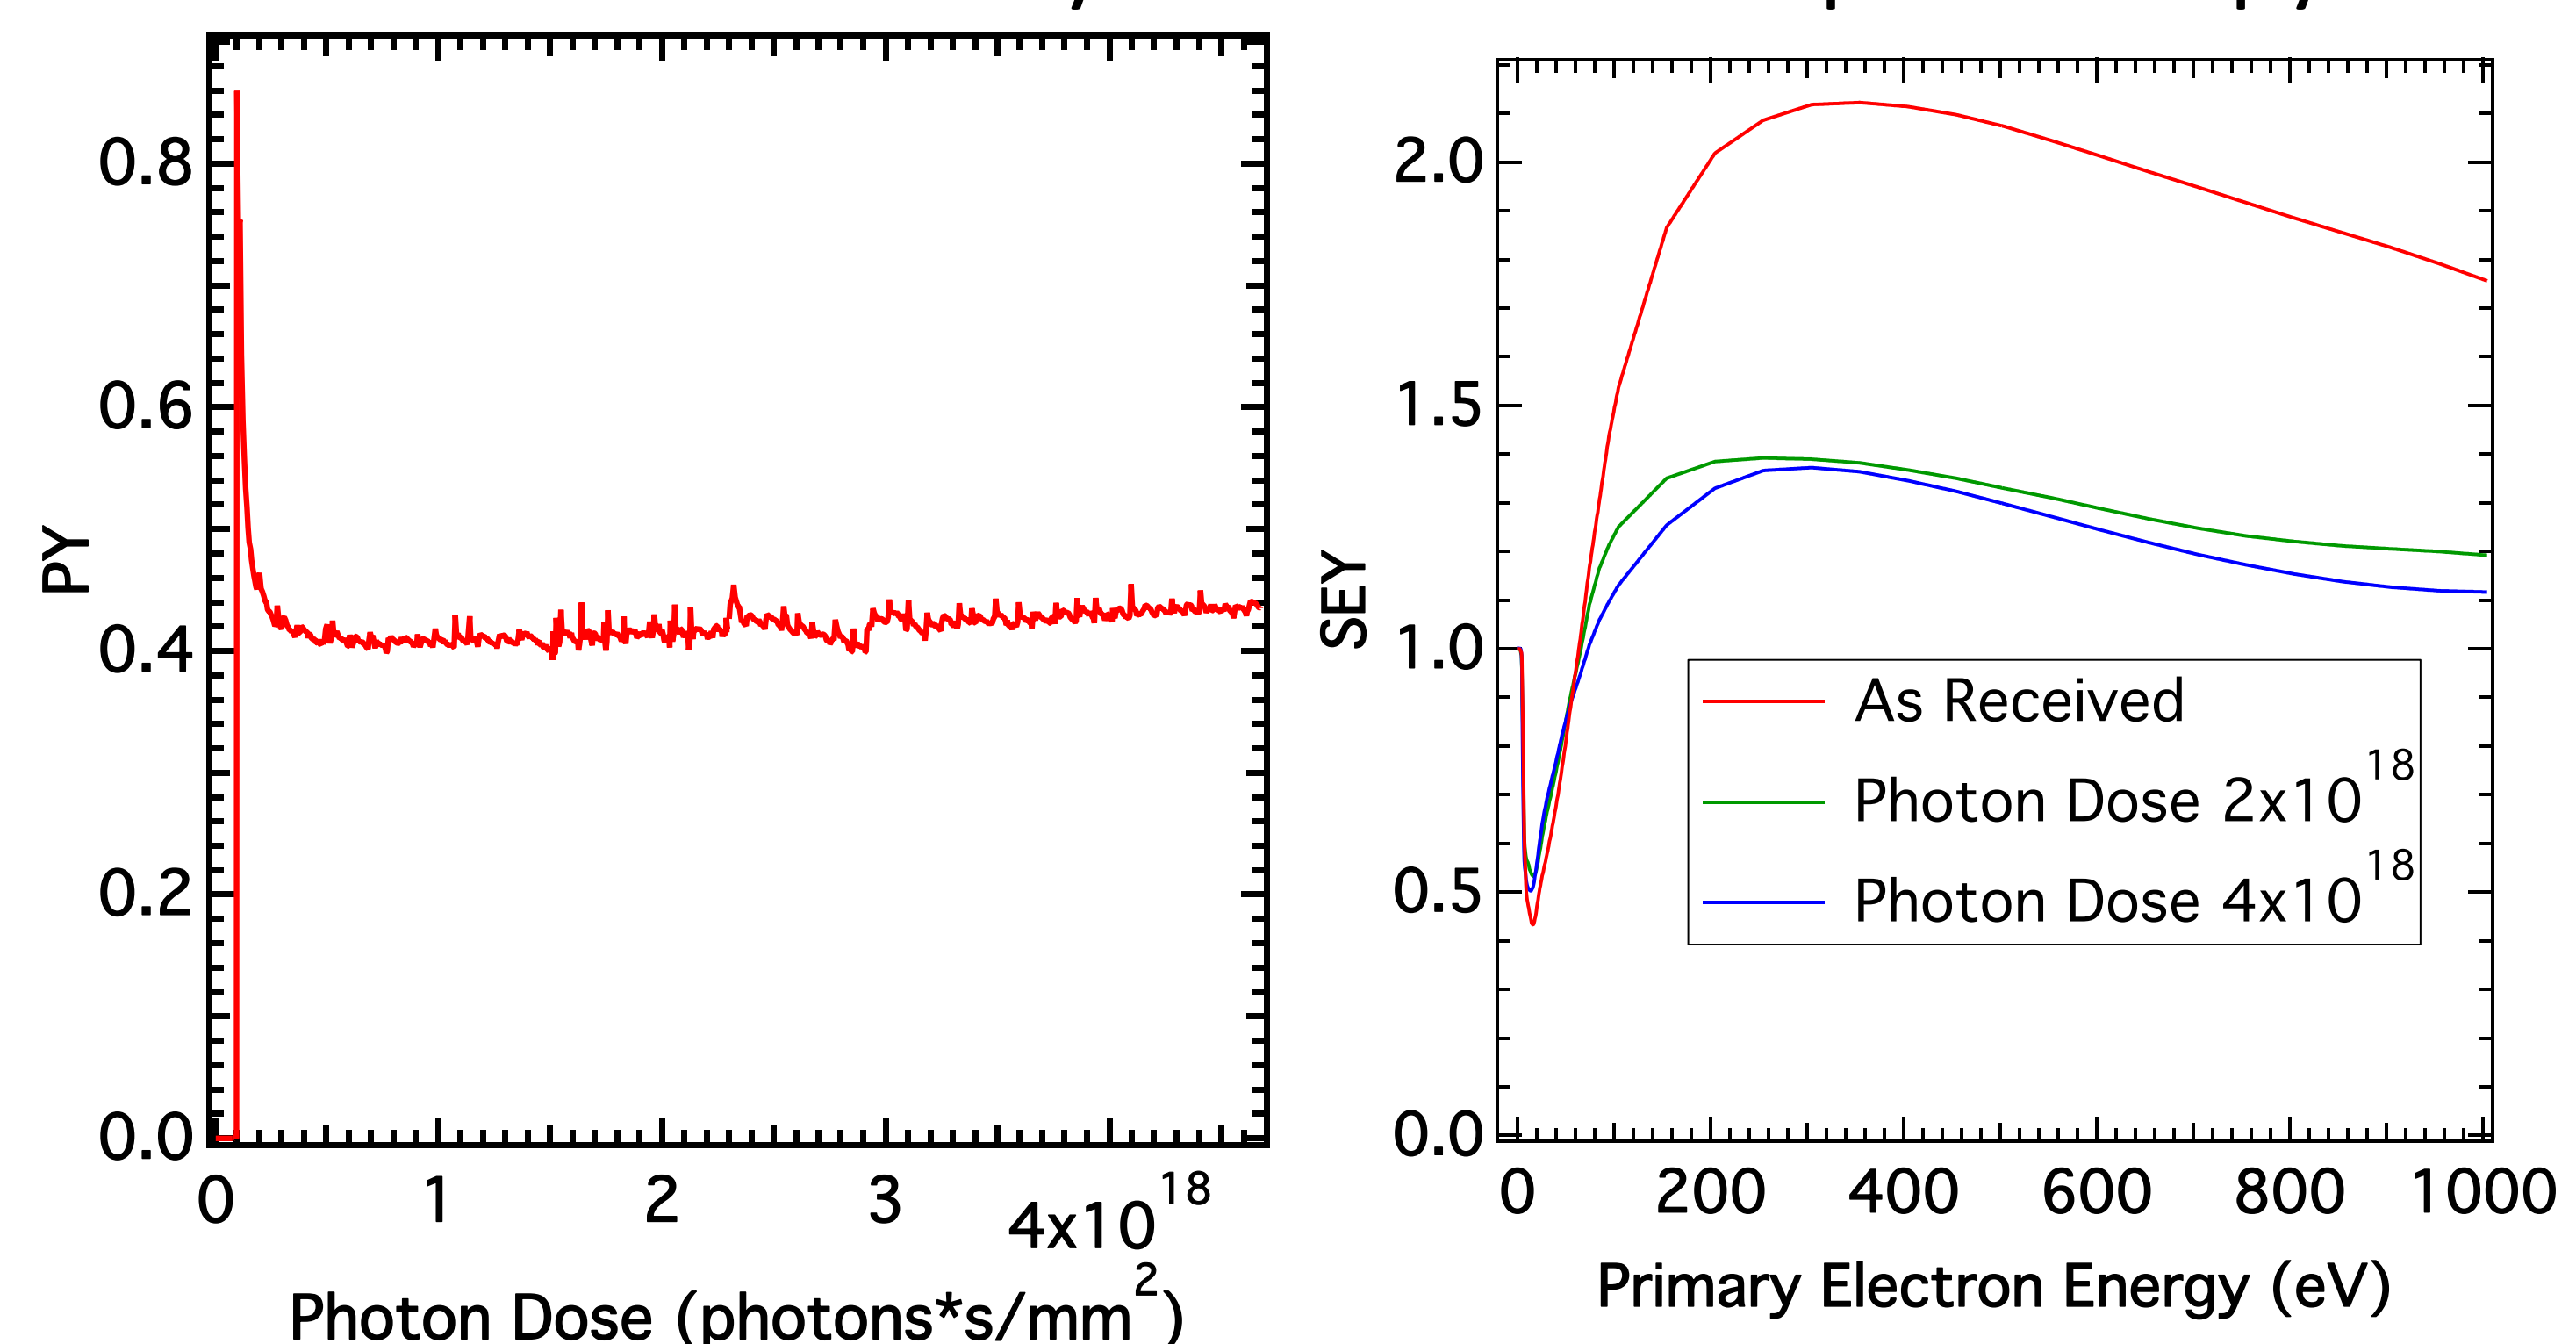 PY
0.8
0.6
0.4
0.2
0.0
0 1 2 3 4x10^18
Photon Dose (photons*s/mm^2)
SEY
2.0
1.5
1.0
0.5
0.0
As Received
Photon Dose 2x10^18
Photon Dose 4x10^18
0 200 400 600 800 1000
Primary Electron Energy (eV)